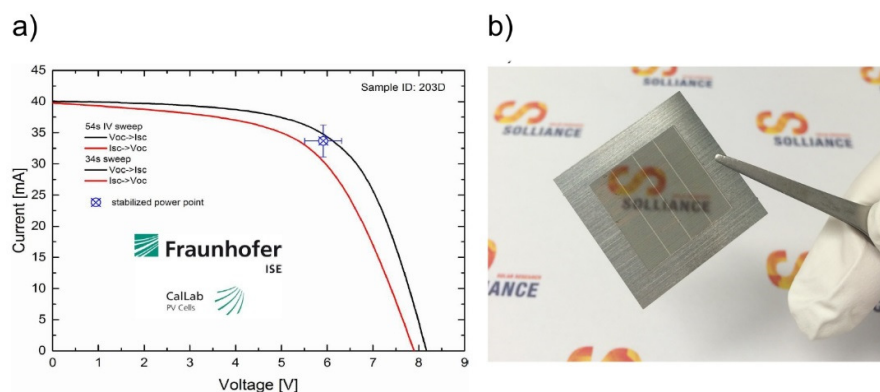 a)
b)
45
40
35
30
25
20
15
10
5
0
Current [mA]
Sample ID: 203D
54s IV sweep
Voc->Isc
Isc->Voc
34s sweep
Voc->Isc
Isc->Voc
stabilized power point
Fraunhofer
ISE
CalLab
PV Cells
0 1 2 3 4 5 6 7 8 9
Voltage [V]
SOLLIANCE
SOLLIANCE
LLIANCE
SOLLIANCE